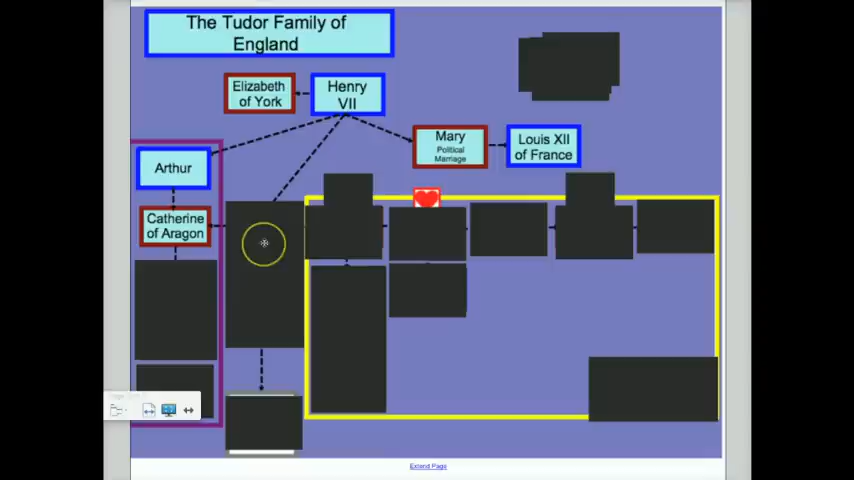 The Tudor Family of
England
Elizabeth
of York
Henry
VII
Mary
Political
Marriage
Louis XII
of France
Arthur
Catherine
of Aragon
Extend Page